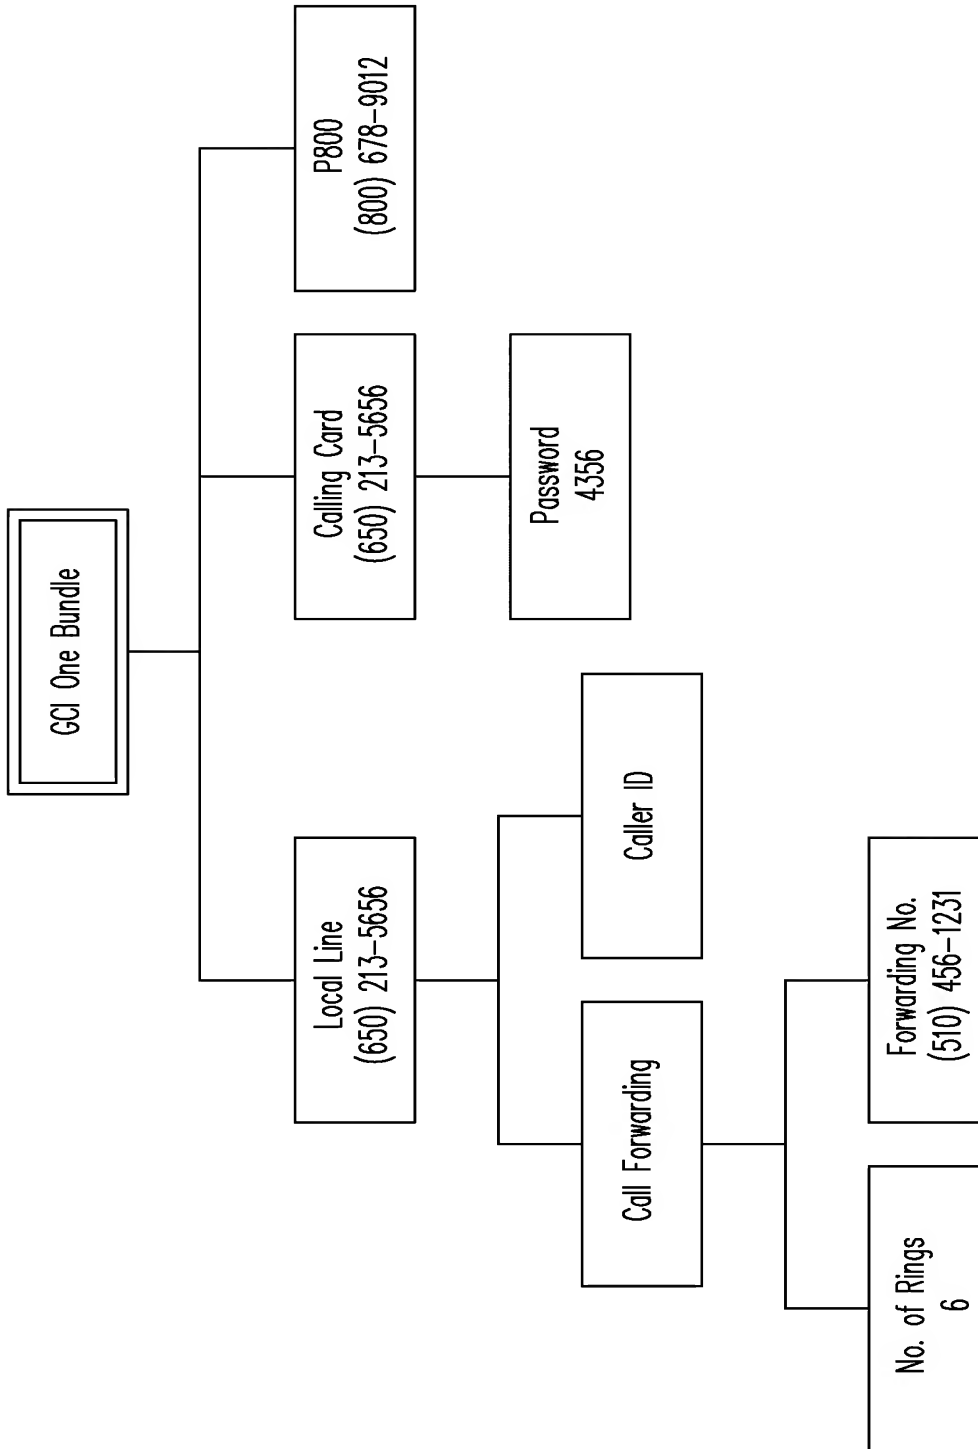 GCI One Bundle
Local Line
(650) 213-5656
Calling Card
(650) 213-5656
P800
(800) 678-9012
Call Forwarding
Caller ID
Password
4356
No. of Rings
6
Forwarding No.
(510) 456-1231